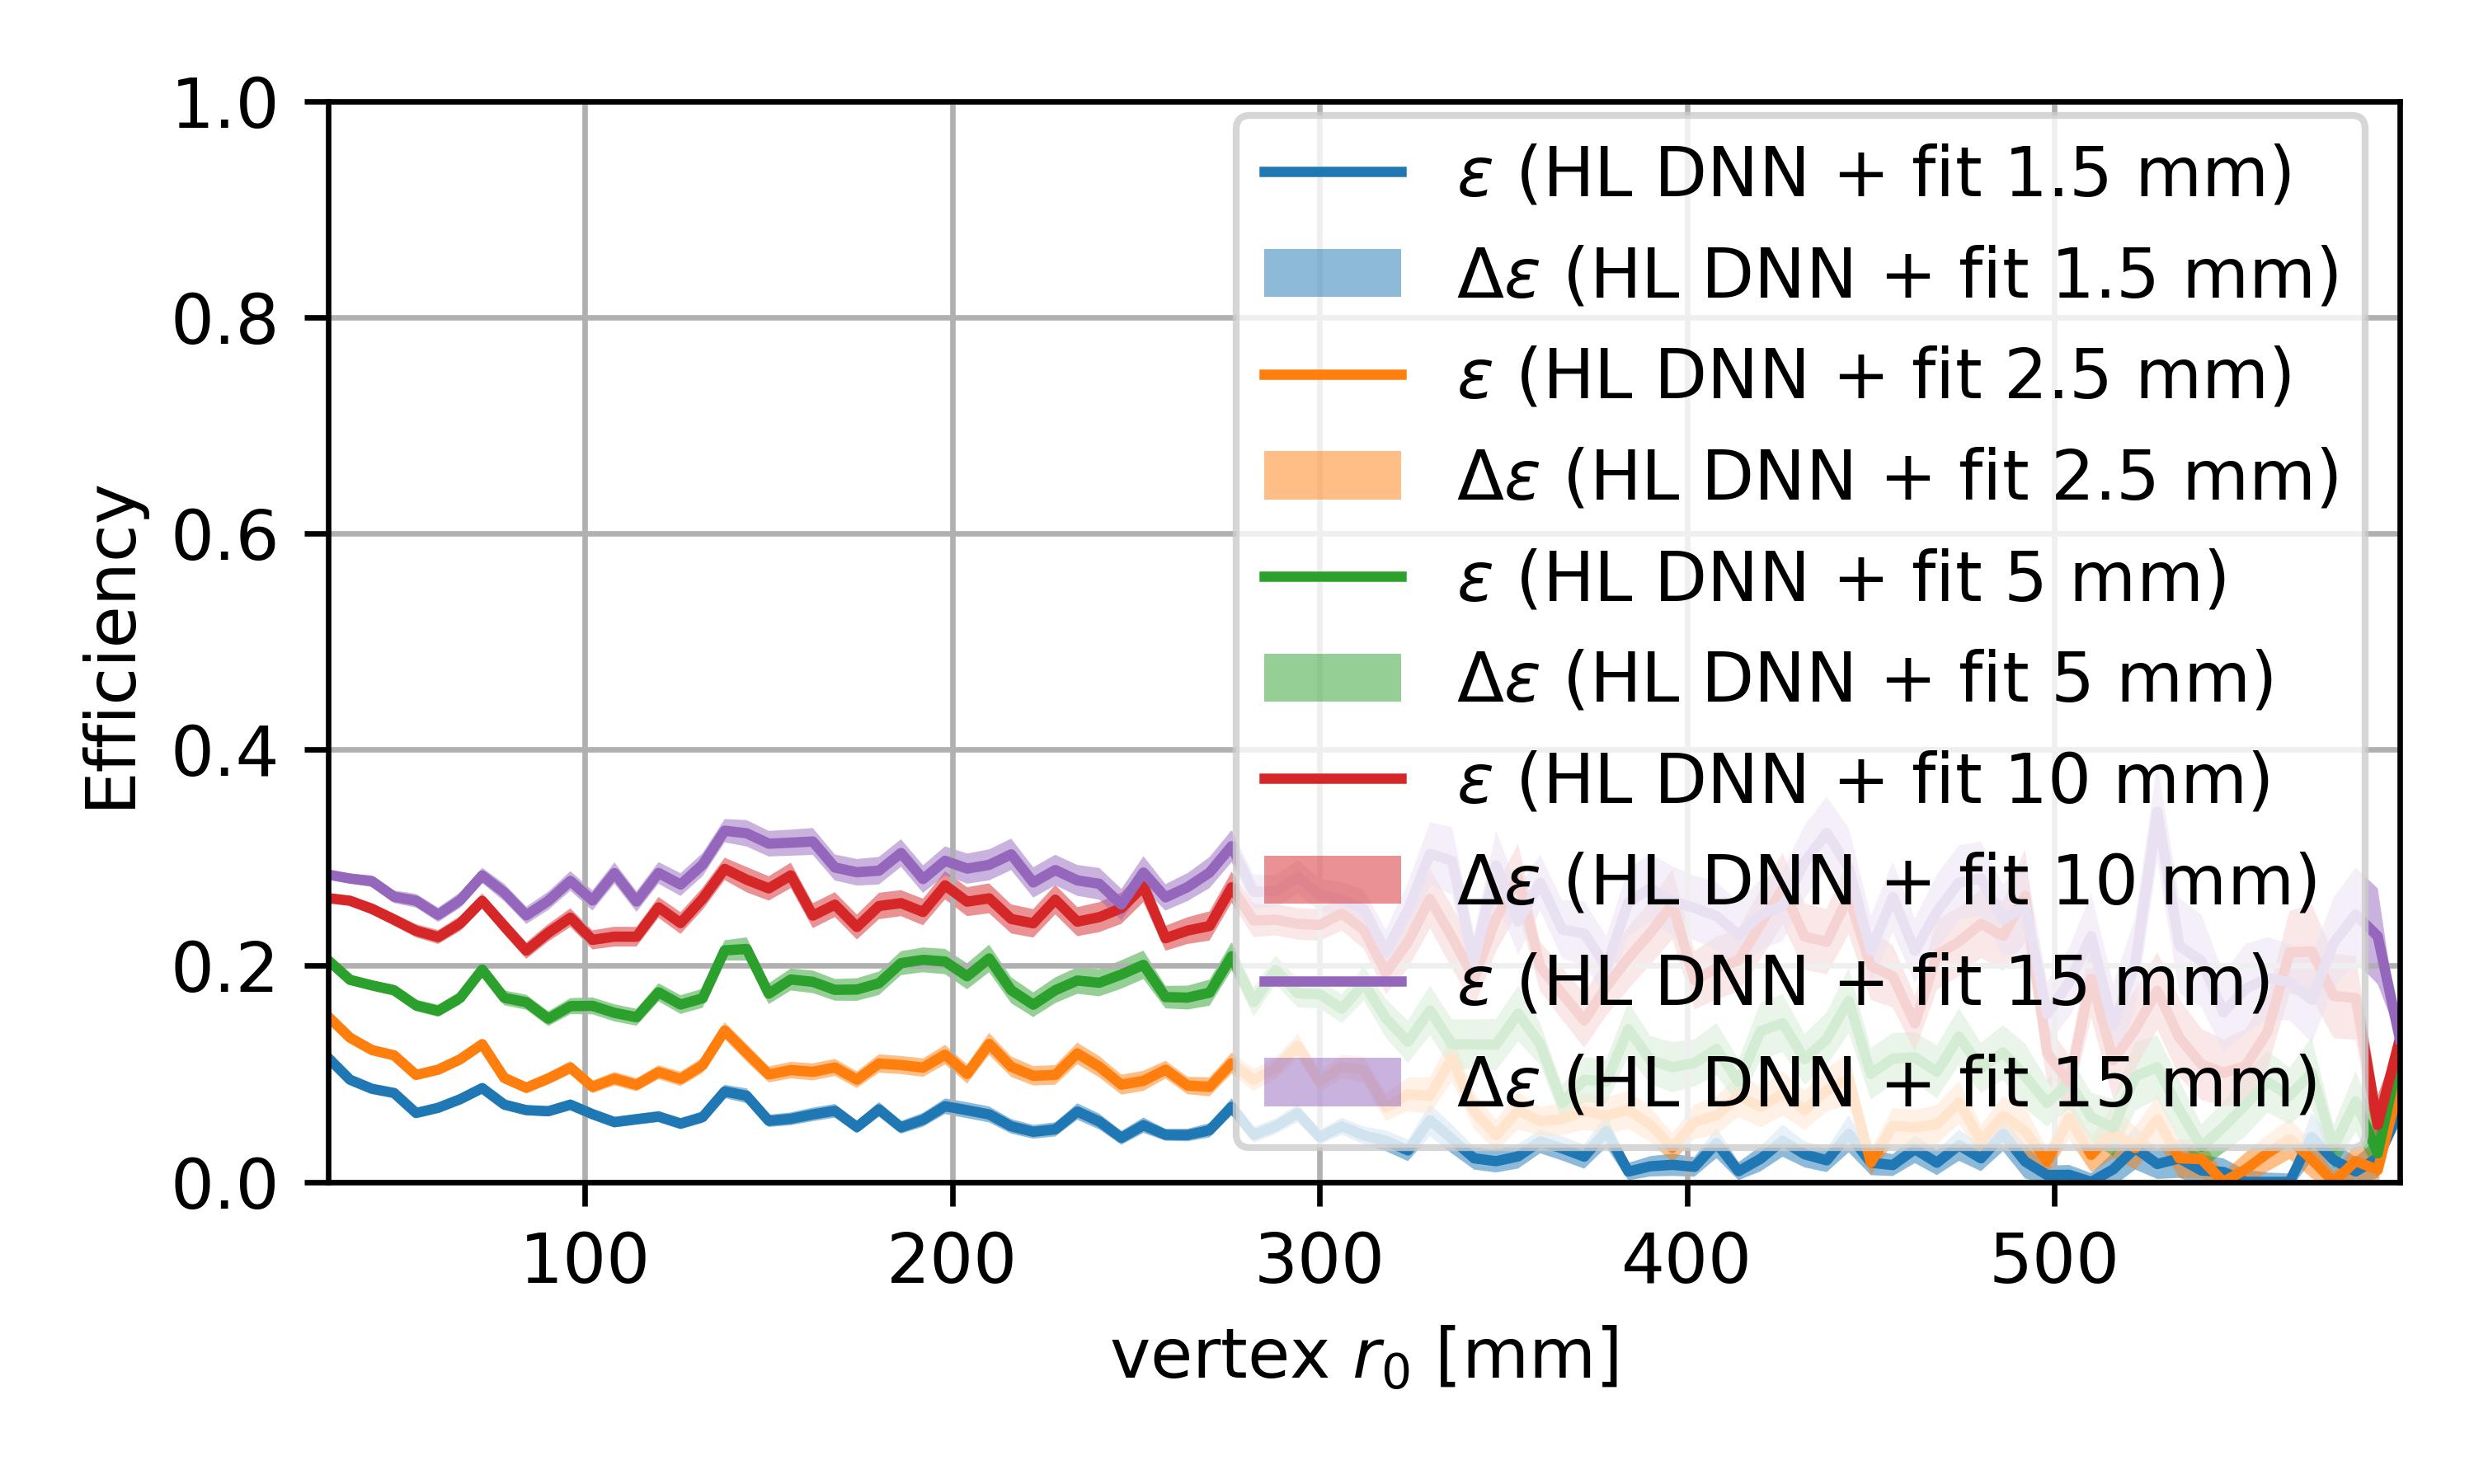 1.0
0.8
0.6
0.4
0.2
0.0
Efficiency
100 200 300 400 500
vertex r₀ [mm]
ε (HL DNN + fit 1.5 mm)
Δε (HL DNN + fit 1.5 mm)
ε (HL DNN + fit 2.5 mm)
Δε (HL DNN + fit 2.5 mm)
ε (HL DNN + fit 5 mm)
Δε (HL DNN + fit 5 mm)
ε (HL DNN + fit 10 mm)
Δε (HL DNN + fit 10 mm)
ε (HL DNN + fit 15 mm)
Δε (HL DNN + fit 15 mm)